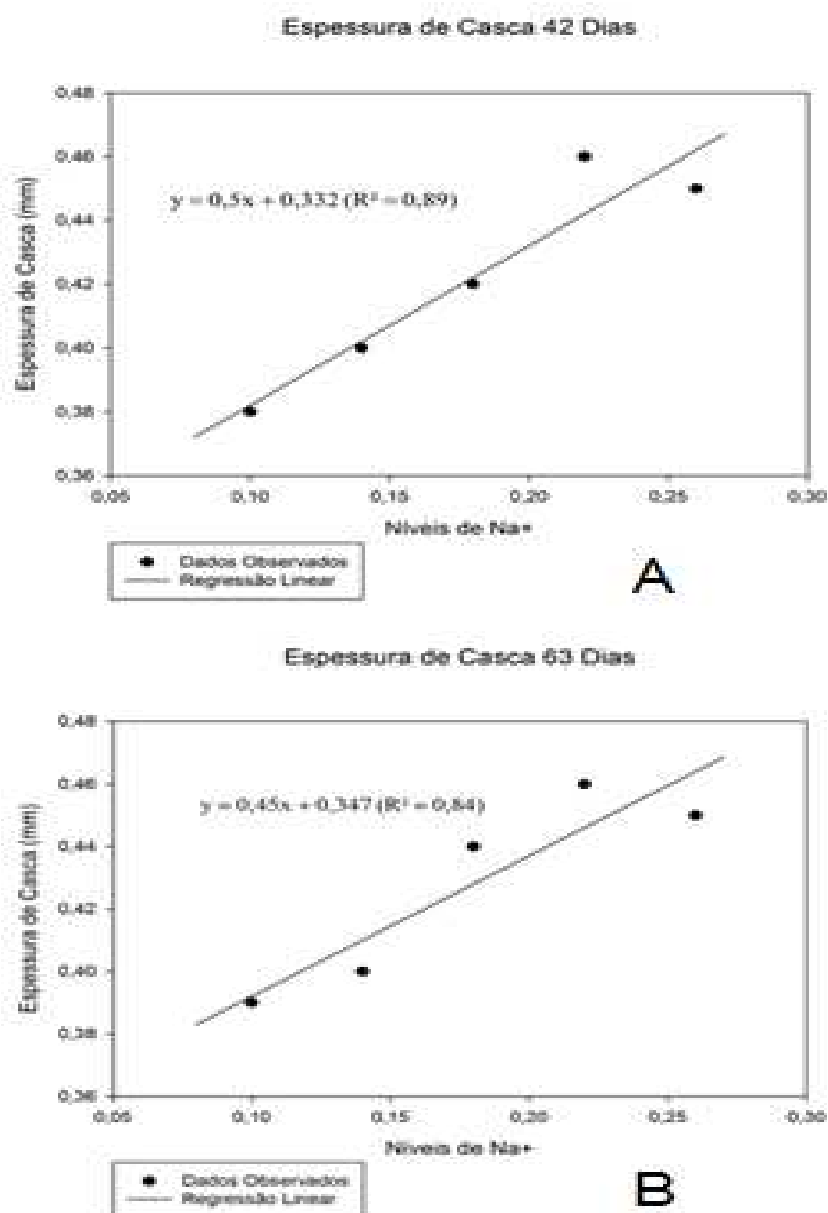 Espessura de Casca 42 Dias
0,48
0,46
0,44
0,42
0,40
0,38
0,36
Espessura de Casca (mm)
y = 0,5x + 0,332 (R² = 0,89)
0,05 0,10 0,15 0,20 0,25 0,30
Níveis de Na+
Dados Observados
Regressão Linear
A
Espessura de Casca 63 Dias
0,48
0,46
0,44
0,42
0,40
0,38
0,36
Espessura de Casca (mm)
y = 0,45x + 0,347 (R² = 0,84)
0,05 0,10 0,15 0,20 0,25 0,30
Níveis de Na+
Dados Observados
Regressão Linear
B